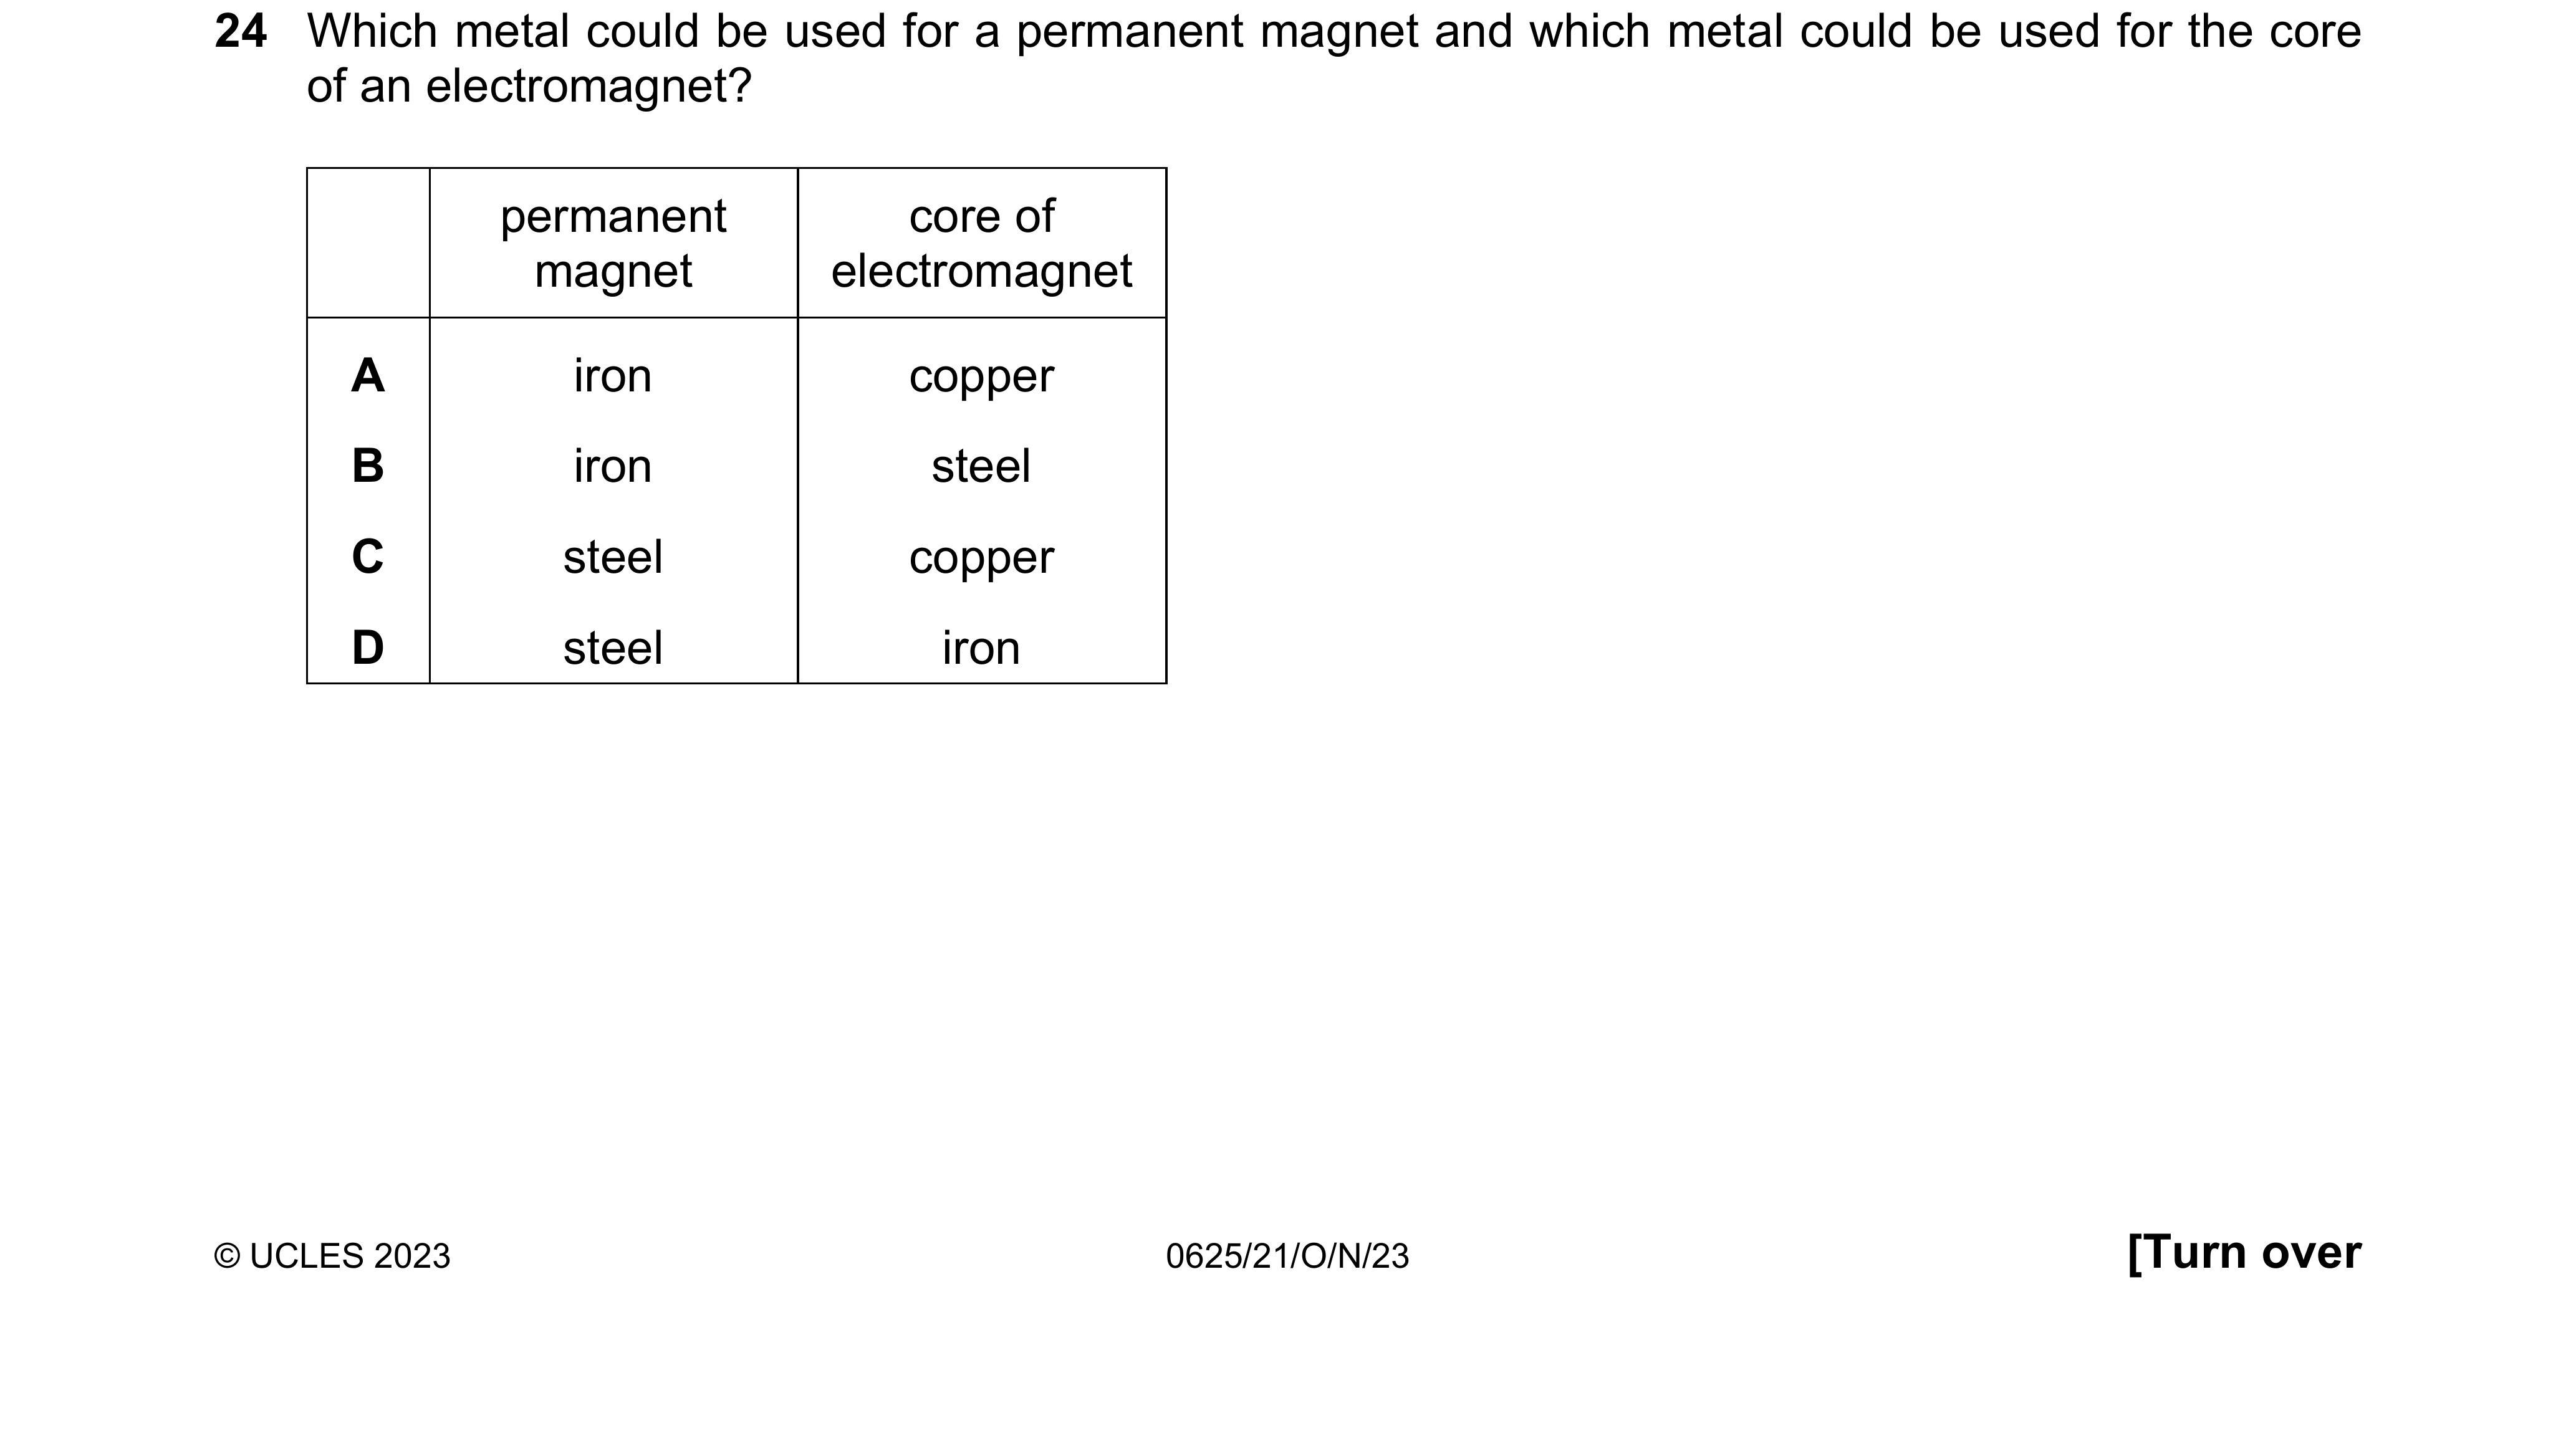 24 Which metal could be used for a permanent magnet and which metal could be used for the core
of an electromagnet?
permanent magnet core of electromagnet
A iron copper
B iron steel
C steel copper
D steel iron
© UCLES 2023 0625/21/O/N/23 [Turn over